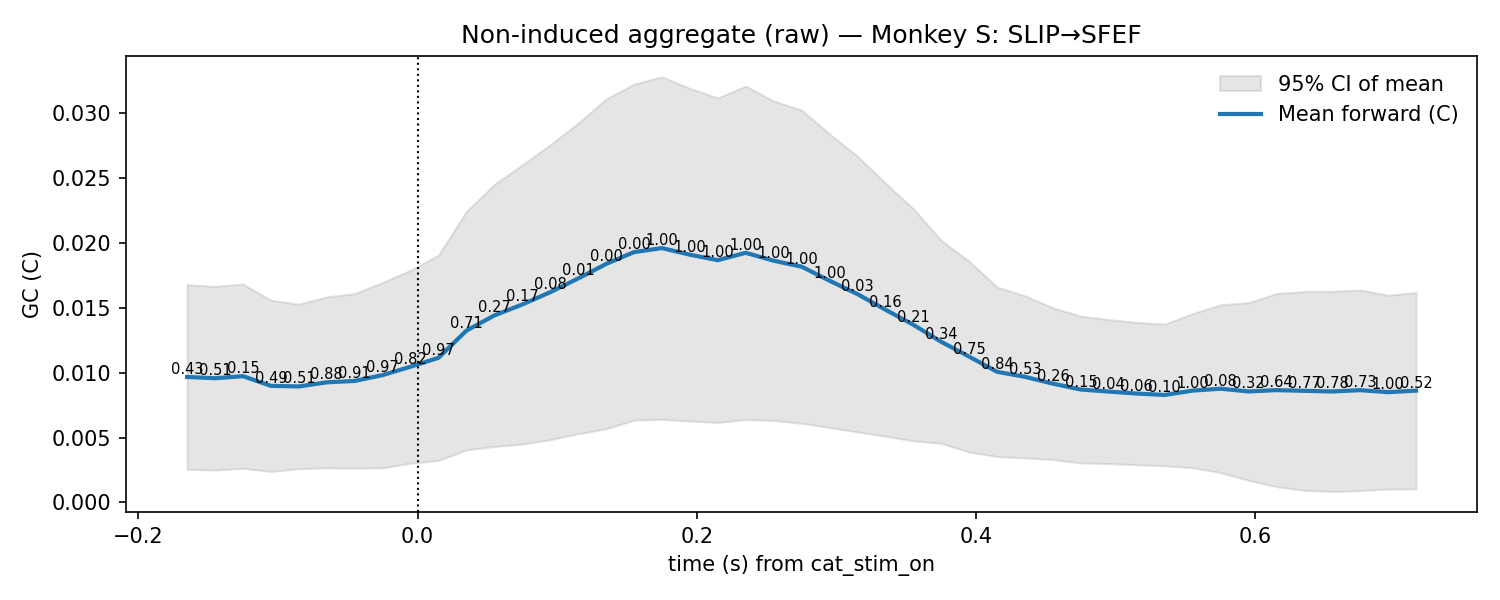 Non-induced aggregate (raw) — Monkey S: SLIP→SFEF
95% CI of mean
Mean forward (C)
0.030
0.025
0.020
0.015
0.010
0.005
0.000
GC (C)
0.43 0.51 0.15 0.49 0.51 0.88 0.91 0.97 0.82 0.97 0.71 0.27 0.17 0.08 0.01 0.00 0.00 1.00 1.00 1.00 1.00 1.00 1.00 1.00 0.03 0.16 0.21 0.34 0.75 0.84 0.53 0.26 0.15 0.04 0.06 0.10 1.00 0.08 0.32 0.64 0.77 0.78 0.73 1.00 0.52
−0.2 0.0 0.2 0.4 0.6
time (s) from cat_stim_on